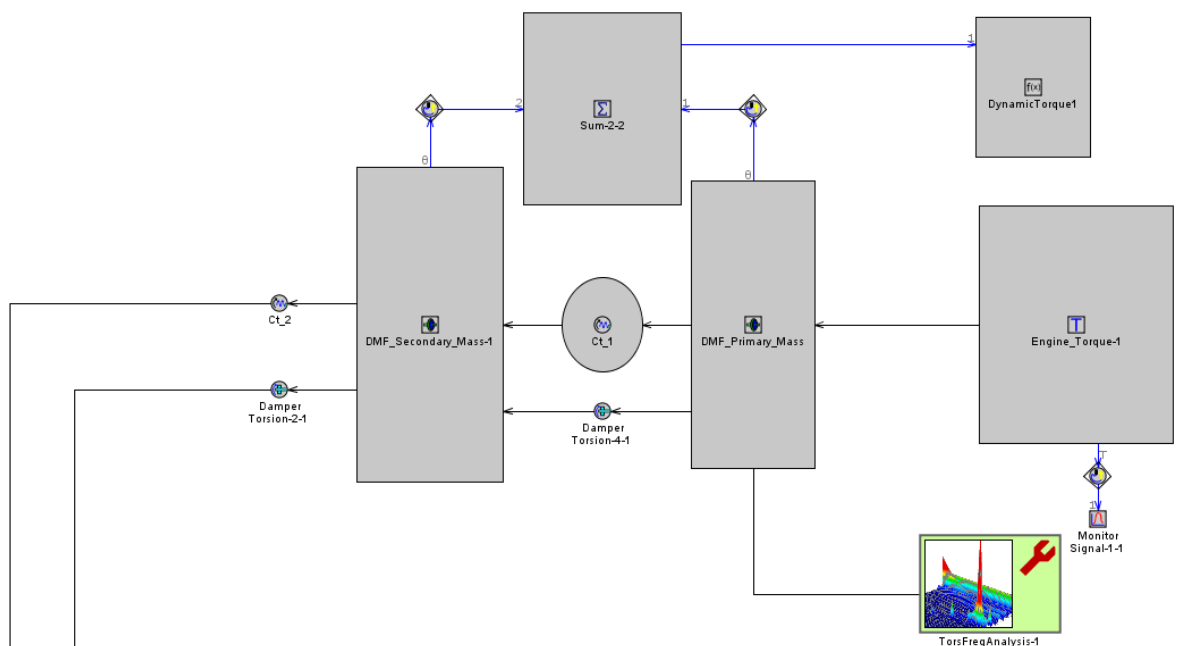 1
f(x)
DynamicTorque1
2
Σ
1
Sum-2-2
θ
θ
Ct_2
DMF_Secondary_Mass-1
Ct_1
DMF_Primary_Mass
T
Engine_Torque-1
Damper
Torsion-2-1
Damper
Torsion-4-1
T
1
Monitor
Signal-1-1
TorsFreqAnalysis-1